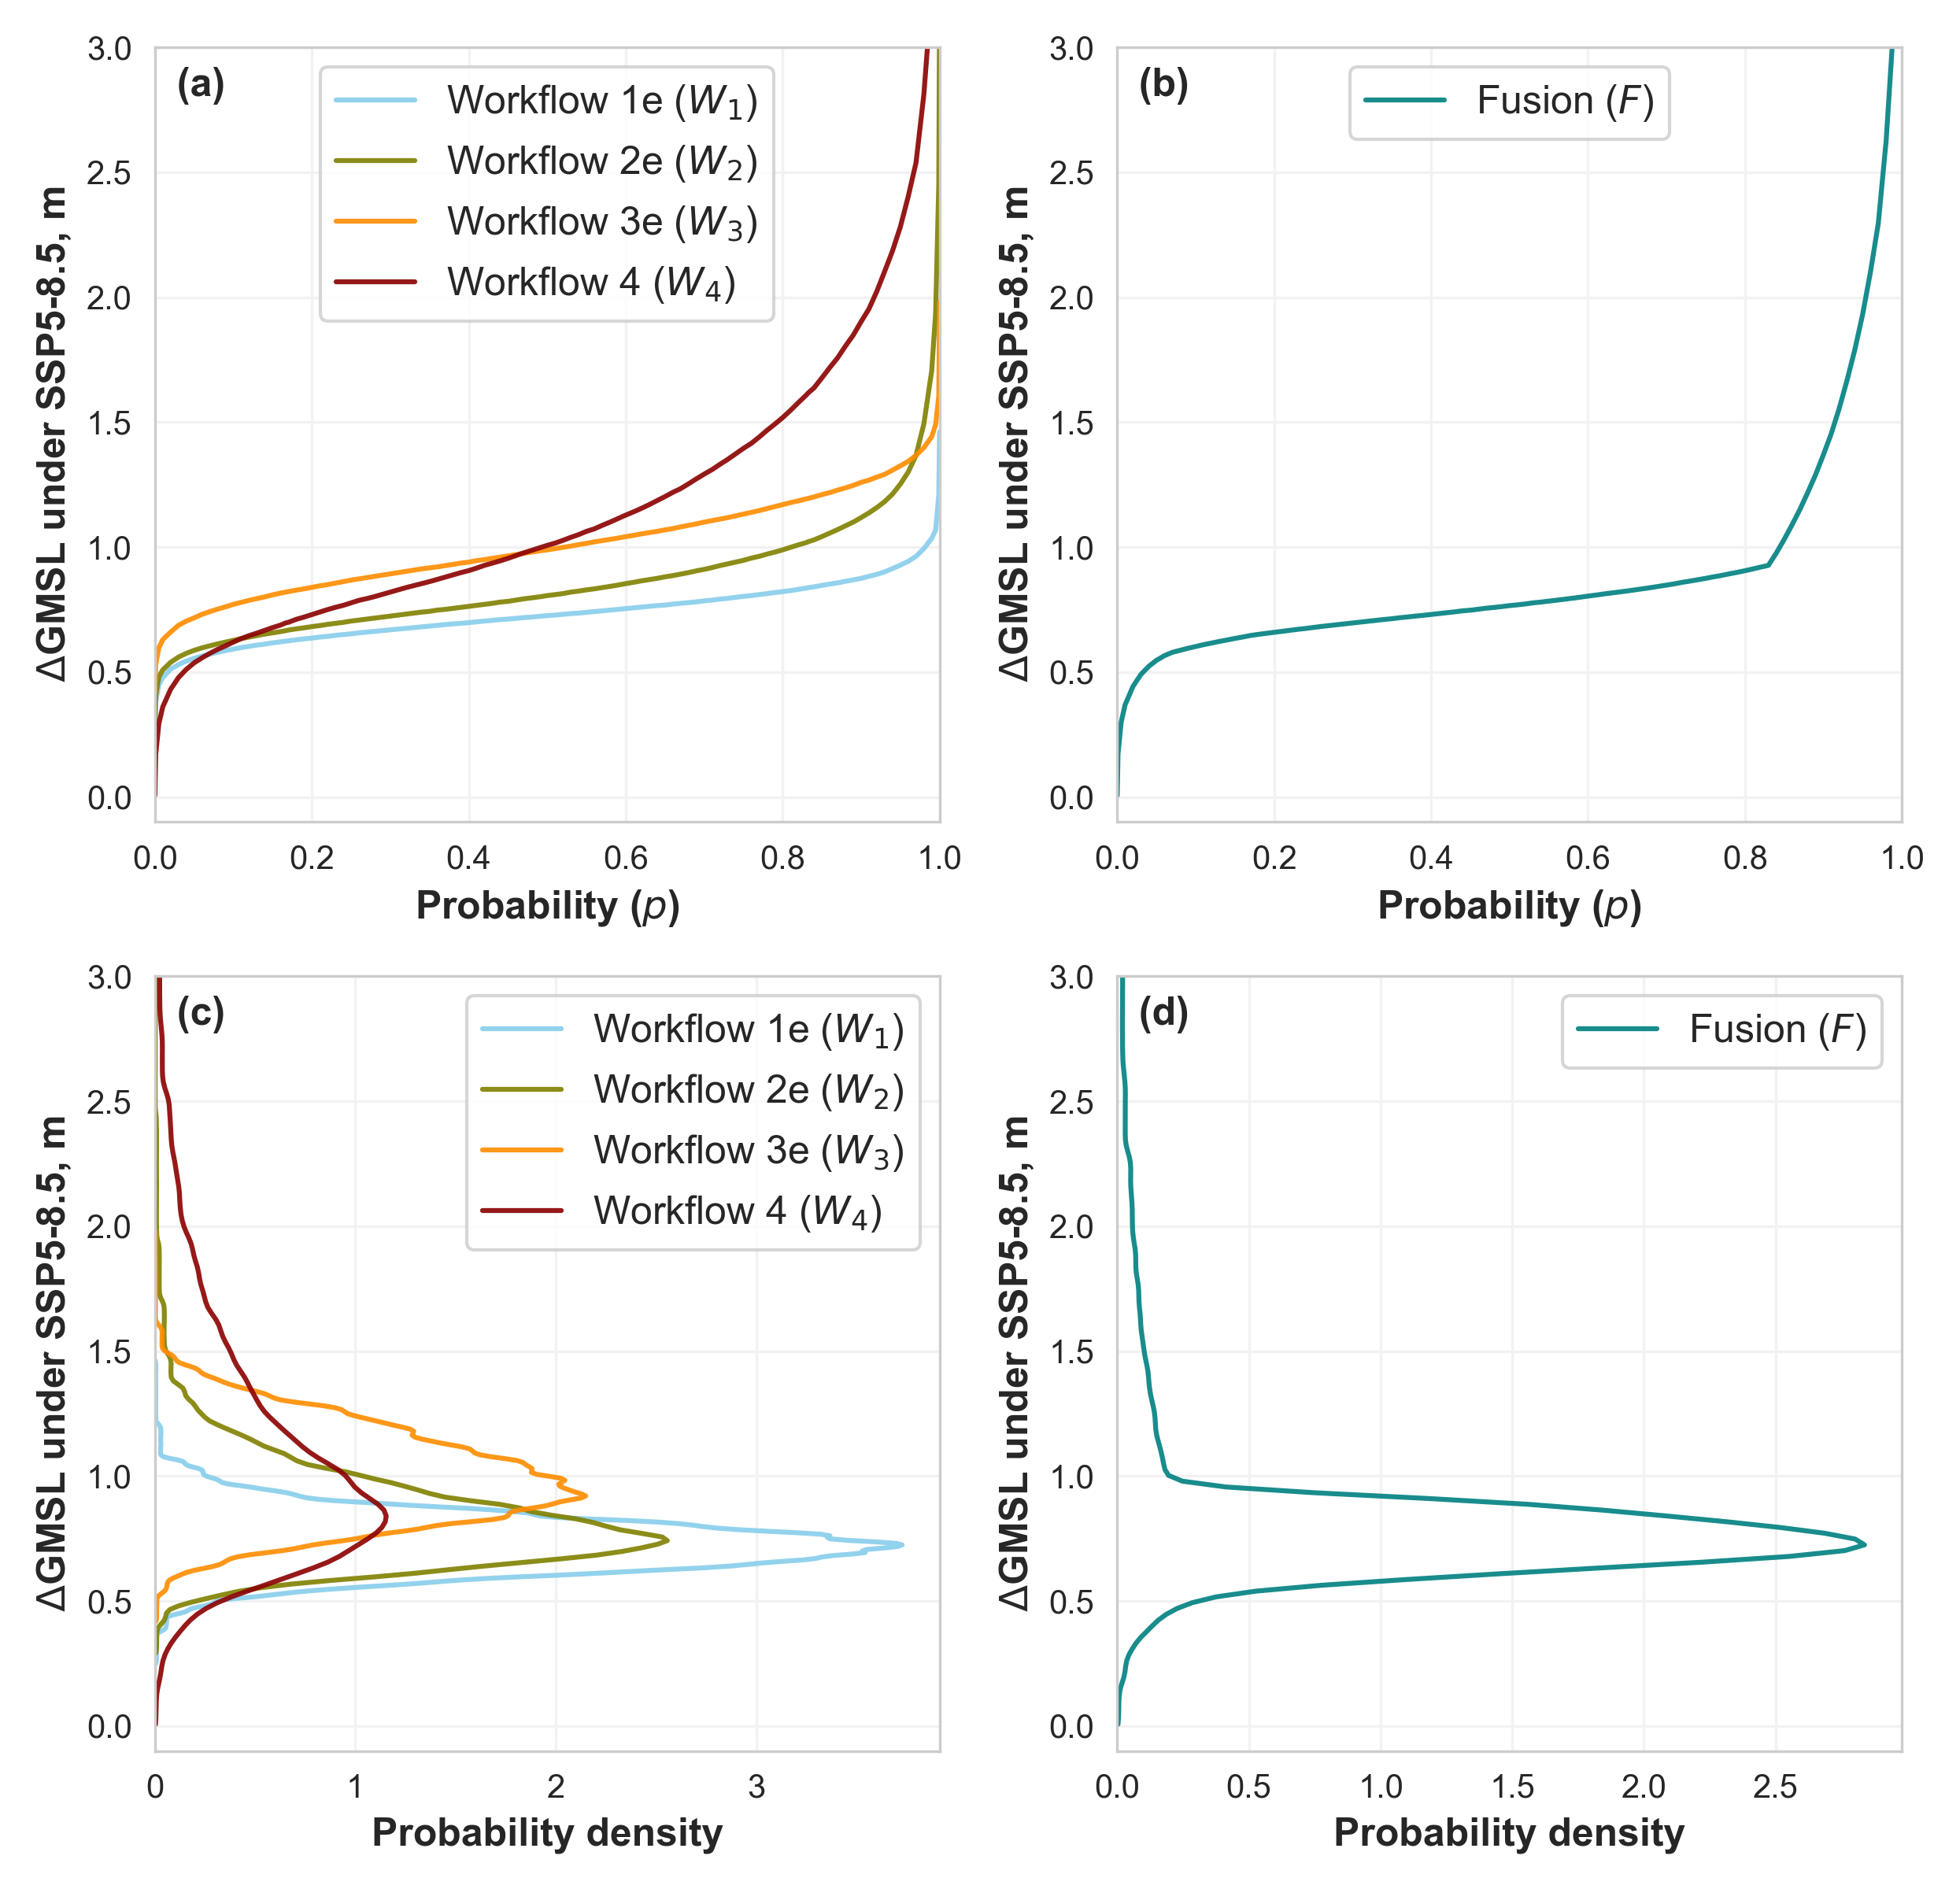 (a)
Workflow 1e (W1)
Workflow 2e (W2)
Workflow 3e (W3)
Workflow 4 (W4)
3.0
2.5
2.0
1.5
1.0
0.5
0.0
ΔGMSL under SSP5-8.5, m
0.0 0.2 0.4 0.6 0.8 1.0
Probability (p)
(b)
Fusion (F)
3.0
2.5
2.0
1.5
1.0
0.5
0.0
ΔGMSL under SSP5-8.5, m
0.0 0.2 0.4 0.6 0.8 1.0
Probability (p)
(c)
Workflow 1e (W1)
Workflow 2e (W2)
Workflow 3e (W3)
Workflow 4 (W4)
3.0
2.5
2.0
1.5
1.0
0.5
0.0
ΔGMSL under SSP5-8.5, m
0 1 2 3
Probability density
(d)
Fusion (F)
3.0
2.5
2.0
1.5
1.0
0.5
0.0
ΔGMSL under SSP5-8.5, m
0.0 0.5 1.0 1.5 2.0 2.5
Probability density